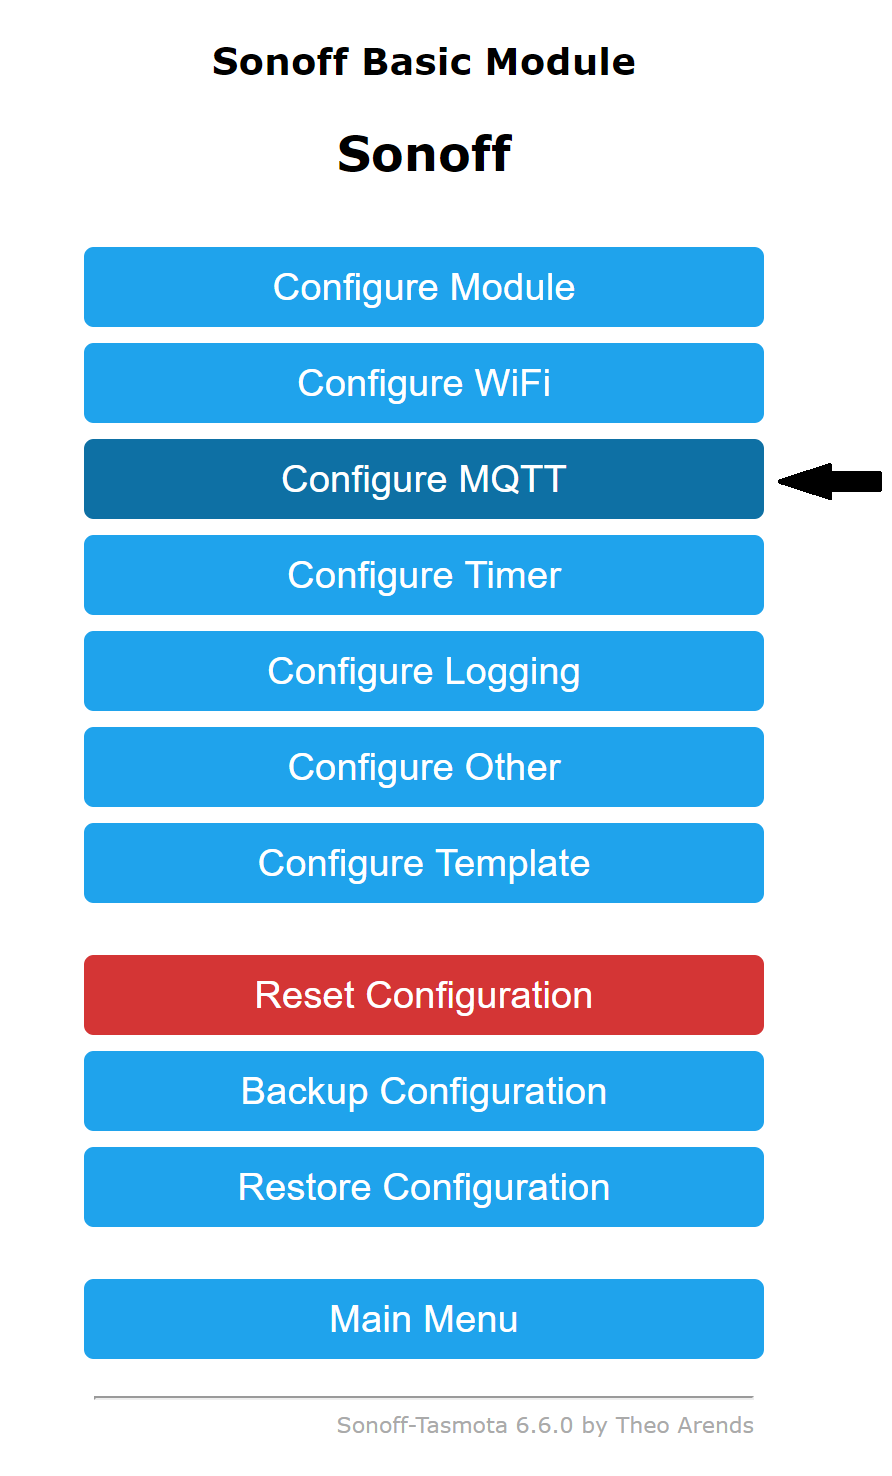 Sonoff Basic Module
Sonoff
Configure Module
Configure WiFi
Configure MQTT
Configure Timer
Configure Logging
Configure Other
Configure Template
Reset Configuration
Backup Configuration
Restore Configuration
Main Menu
Sonoff-Tasmota 6.6.0 by Theo Arends